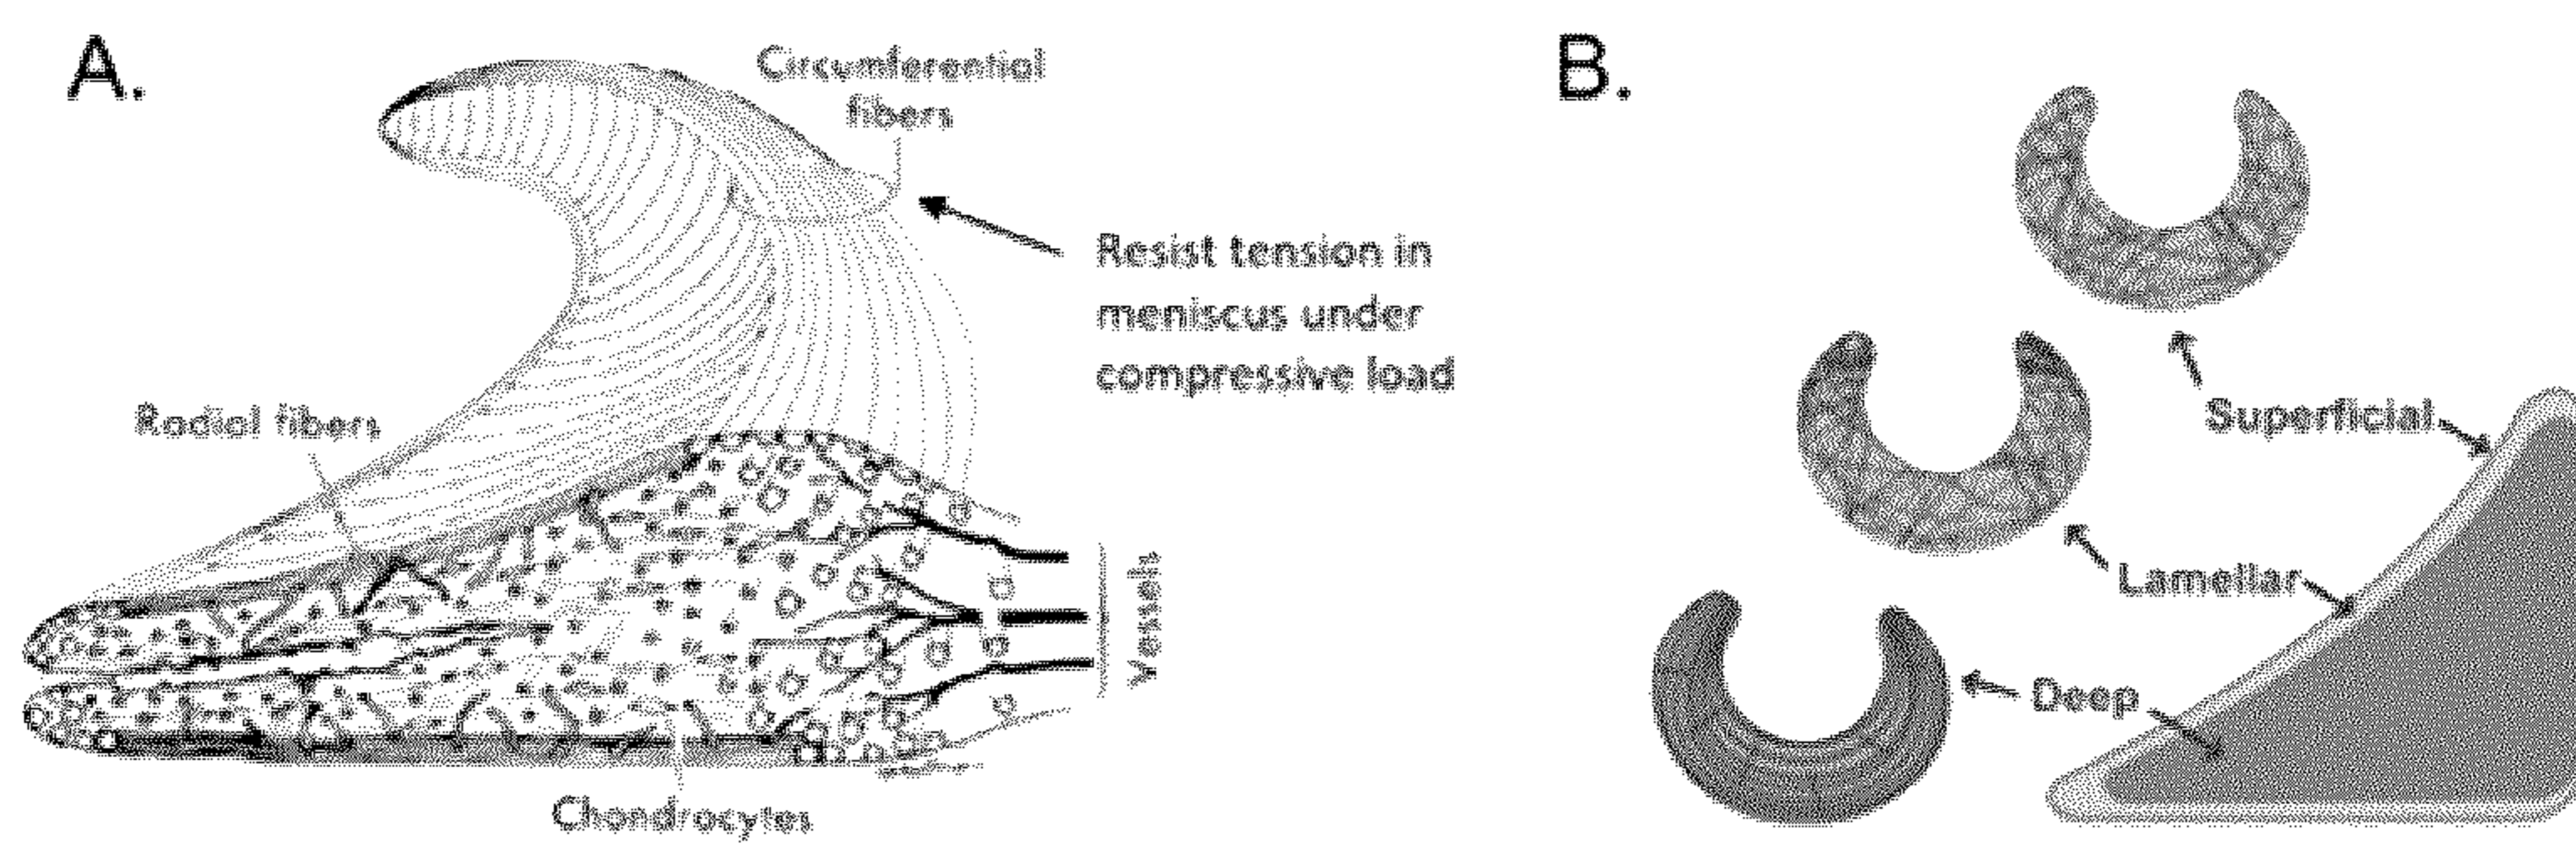 A.
Circumferential
fibers
Resist tension in
meniscus under
compressive load
Radial fibers
Vessels
Chondrocytes
B.
Superficial
Lamellar
Deep